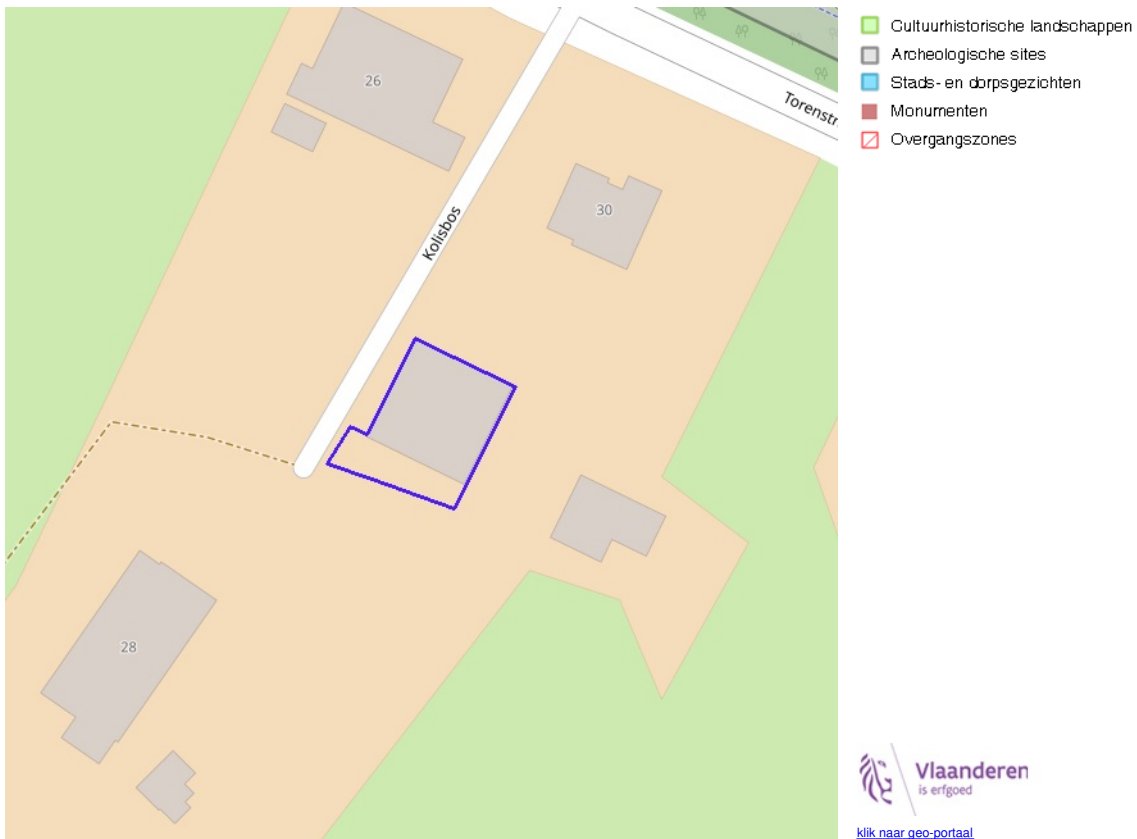 26
Torenstr
Kolisbos
30
28
Cultuurhistorische landschappen
Archeologische sites
Stads- en dorpsgezichten
Monumenten
Overgangszones
Vlaanderen
is erfgoed
klik naar geo-portaal